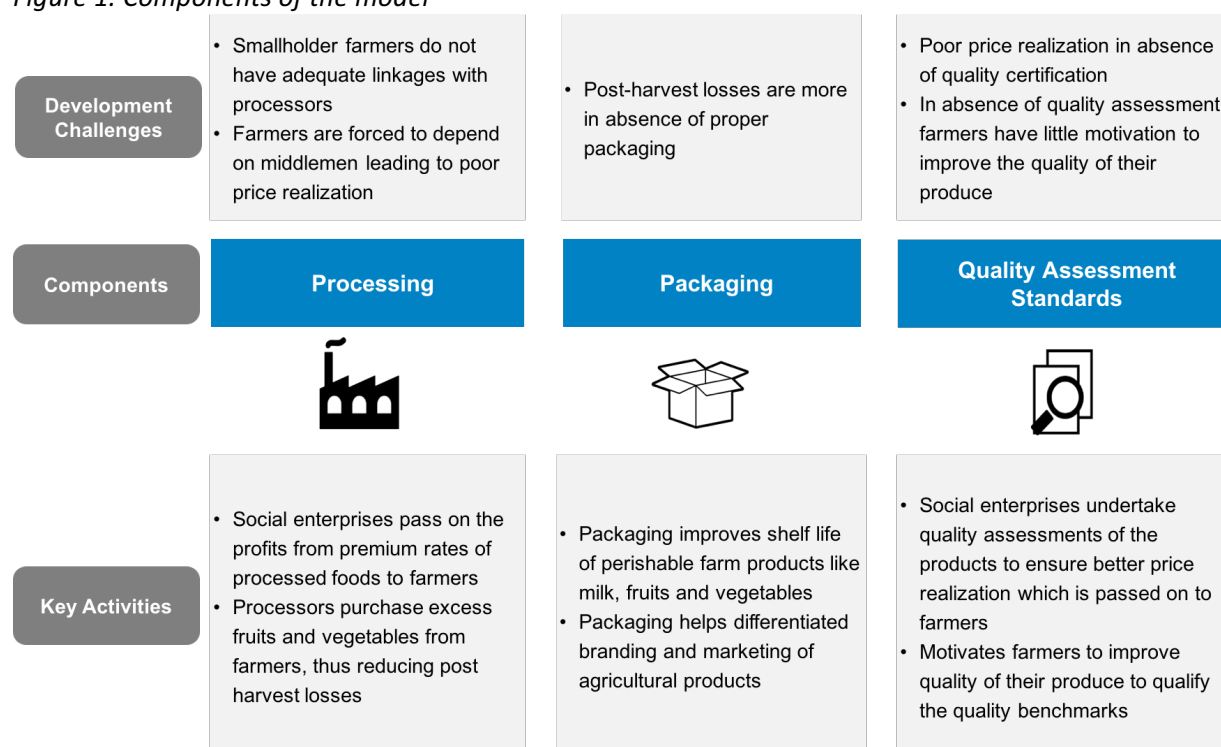 Figure 1: Components of the model
Development
Challenges
• Smallholder farmers do not
have adequate linkages with
processors
• Farmers are forced to depend
on middlemen leading to poor
price realization
• Post-harvest losses are more
in absence of proper
packaging
• Poor price realization in absence
of quality certification
• In absence of quality assessment
farmers have little motivation to
improve the quality of their
produce
Components
Processing
Packaging
Quality Assessment
Standards
Key Activities
• Social enterprises pass on the
profits from premium rates of
processed foods to farmers
• Processors purchase excess
fruits and vegetables from
farmers, thus reducing post
harvest losses
• Packaging improves shelf life
of perishable farm products like
milk, fruits and vegetables
• Packaging helps differentiated
branding and marketing of
agricultural products
• Social enterprises undertake
quality assessments of the
products to ensure better price
realization which is passed on to
farmers
• Motivates farmers to improve
quality of their produce to qualify
the quality benchmarks